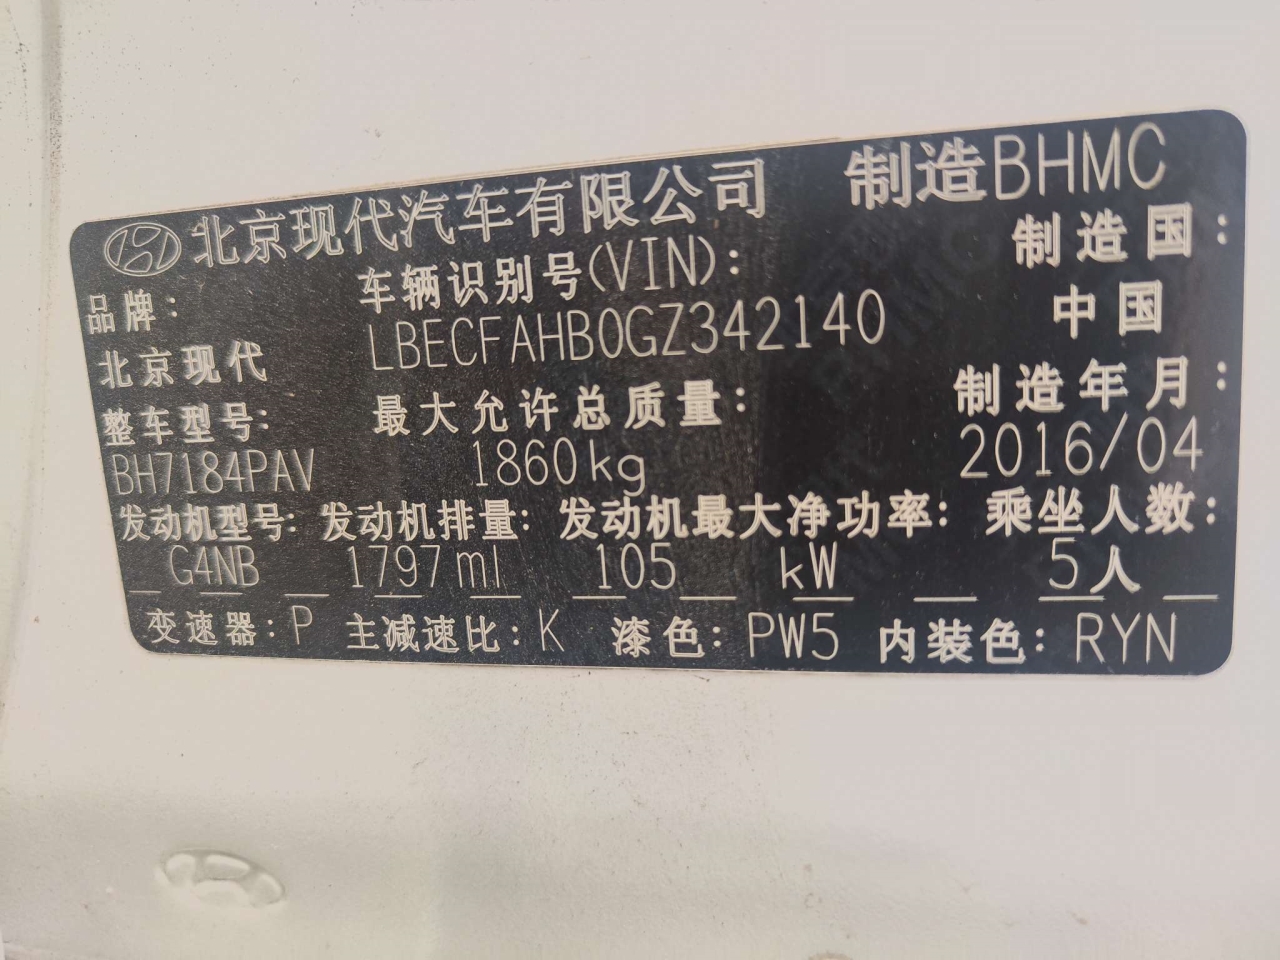 北京现代汽车有限公司 制造BHMC
品牌: 车辆识别号(VIN): 制造国:
北京现代 LBECFAHB0GZ342140 中国
整车型号: 最大允许总质量: 制造年月:
BH7184PAV 1860kg 2016/04
发动机型号: 发动机排量: 发动机最大净功率: 乘坐人数:
G4NB 1797ml 105 kW 5人
变速器: P 主减速比: K 漆色: PW5 内装色: RYN